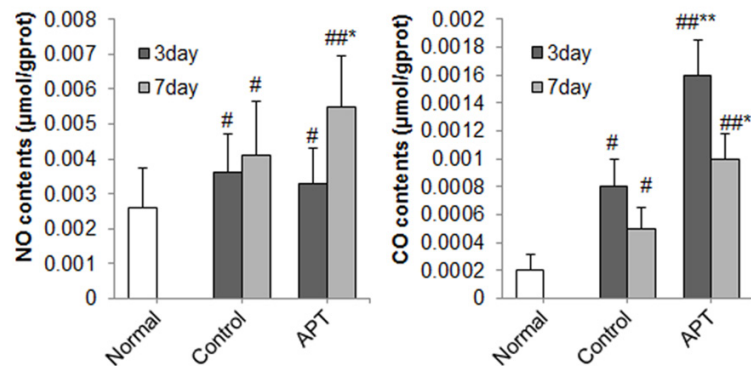 NO contents (μmol/gprot)
0.008
0.007
0.006
0.005
0.004
0.003
0.002
0.001
0
3day
7day
#
#
#
##*
Normal
Control
APT
CO contents (μmol/gprot)
0.002
0.0018
0.0016
0.0014
0.0012
0.001
0.0008
0.0006
0.0004
0.0002
0
3day
7day
#
#
##**
##*
Normal
Control
APT